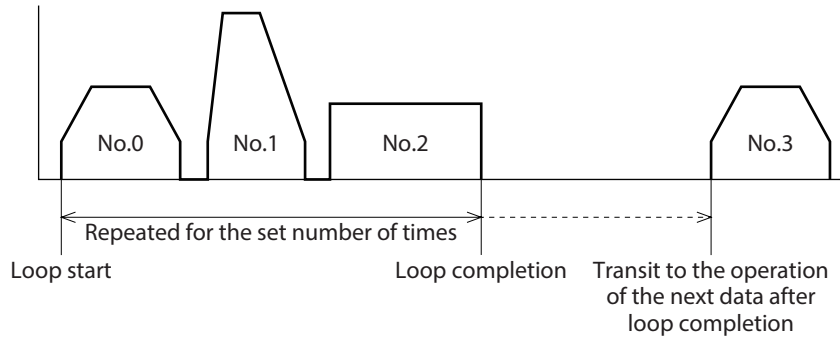 No.0
No.1
No.2
No.3
Repeated for the set number of times
Loop start
Loop completion
Transit to the operation
of the next data after
loop completion